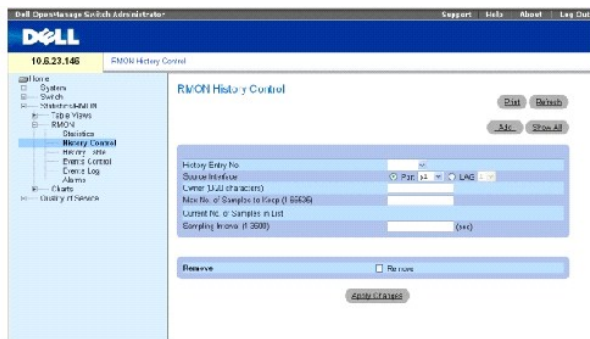 Dell OpenManage Switch Administrator
Support Help About Log Out
DELL
10.6.23.146
RMON History Control
Home
System
Switch
Statistics/RMON
Table Views
RMON
Statistics
History Control
History Table
Events Control
Events Log
Alarms
Charts
Quality of Service
RMON History Control
Print Refresh
Add Show All
History Entry No.
Source Interface Port LAG
Owner characters)
Max No. of Samples to Keep (1-65535)
Current No. of Samples in List
Sampling Interval (1-3600) (sec)
Remove Remove
Apply Changes